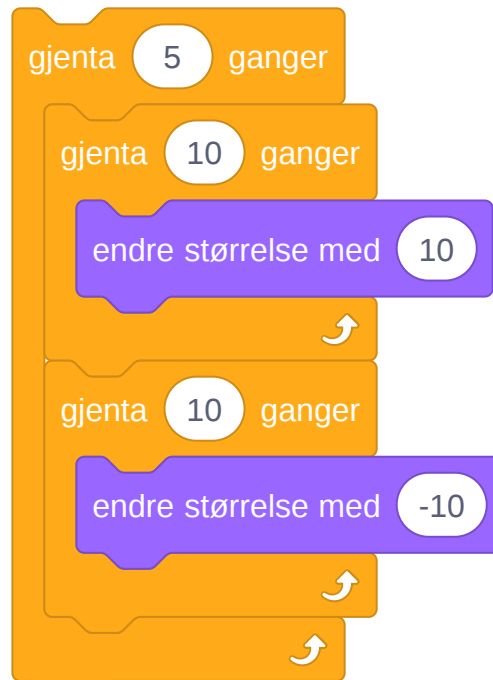 gjenta 5 ganger
gjenta 10 ganger
endre størrelse med 10
gjenta 10 ganger
endre størrelse med -10